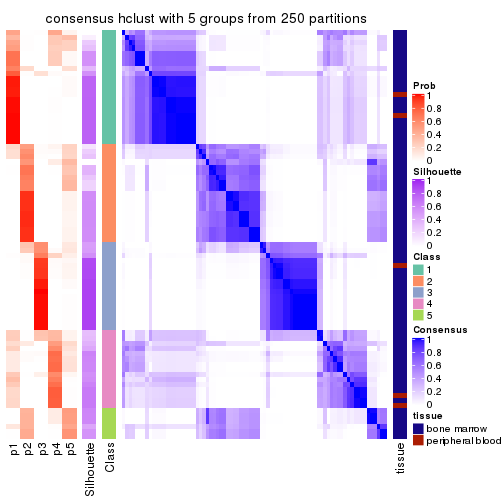 consensus hclust with 5 groups from 250 partitions
Prob
1
0.8
0.6
0.4
0.2
0
Silhouette
1
0.8
0.6
0.4
0.2
0
Class
1
2
3
4
5
Consensus
1
0.8
0.6
0.4
0.2
0
tissue
bone marrow
peripheral blood
p1
p2
p3
p4
p5
Silhouette
Class
tissue